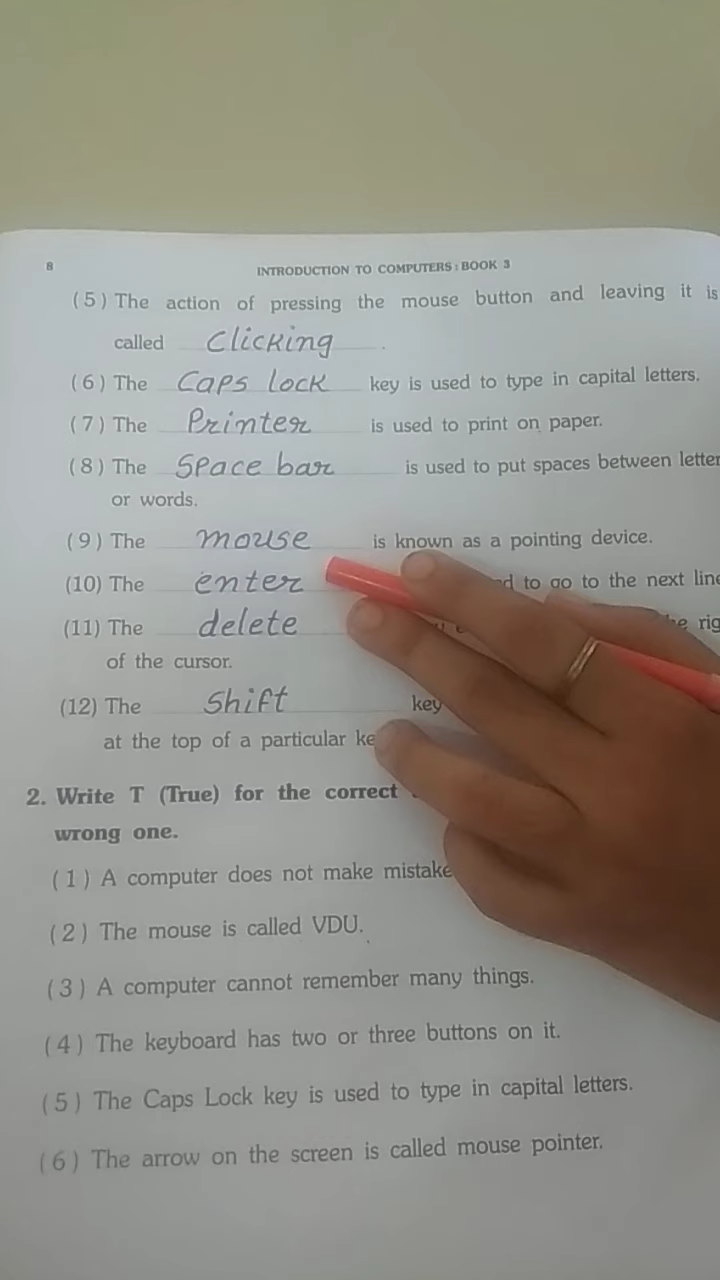 8
INTRODUCTION TO COMPUTERS : BOOK 3
(5) The action of pressing the mouse button and leaving it is
called Clicking .
(6) The Caps lock key is used to type in capital letters.
(7) The Printer is used to print on paper.
(8) The Space bar is used to put spaces between letter
or words.
(9) The mouse is known as a pointing device.
(10) The enter to go to the next line
(11) The delete
of the cursor.
(12) The Shift key
at the top of a particular
2. Write T (True) for the correct
wrong one.
(1) A computer does not make
(2) The mouse is called VDU.
(3) A computer cannot remember many things.
(4) The keyboard has two or three buttons on it.
(5) The Caps Lock key is used to type in capital letters.
(6) The arrow on the screen is called mouse pointer.